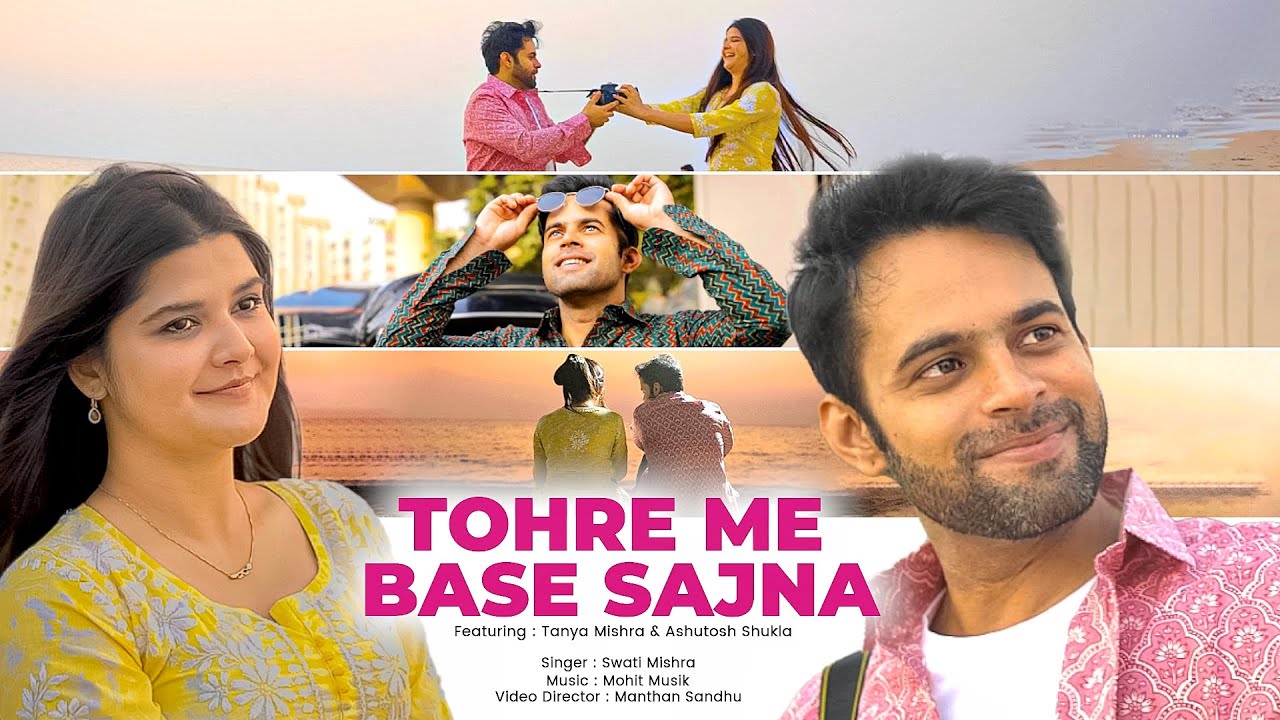 TOHRE ME
BASE SAJNA
Featuring : Tanya Mishra & Ashutosh Shukla
Singer : Swati Mishra
Music : Mohit Musik
Video Director : Manthan Sandhu